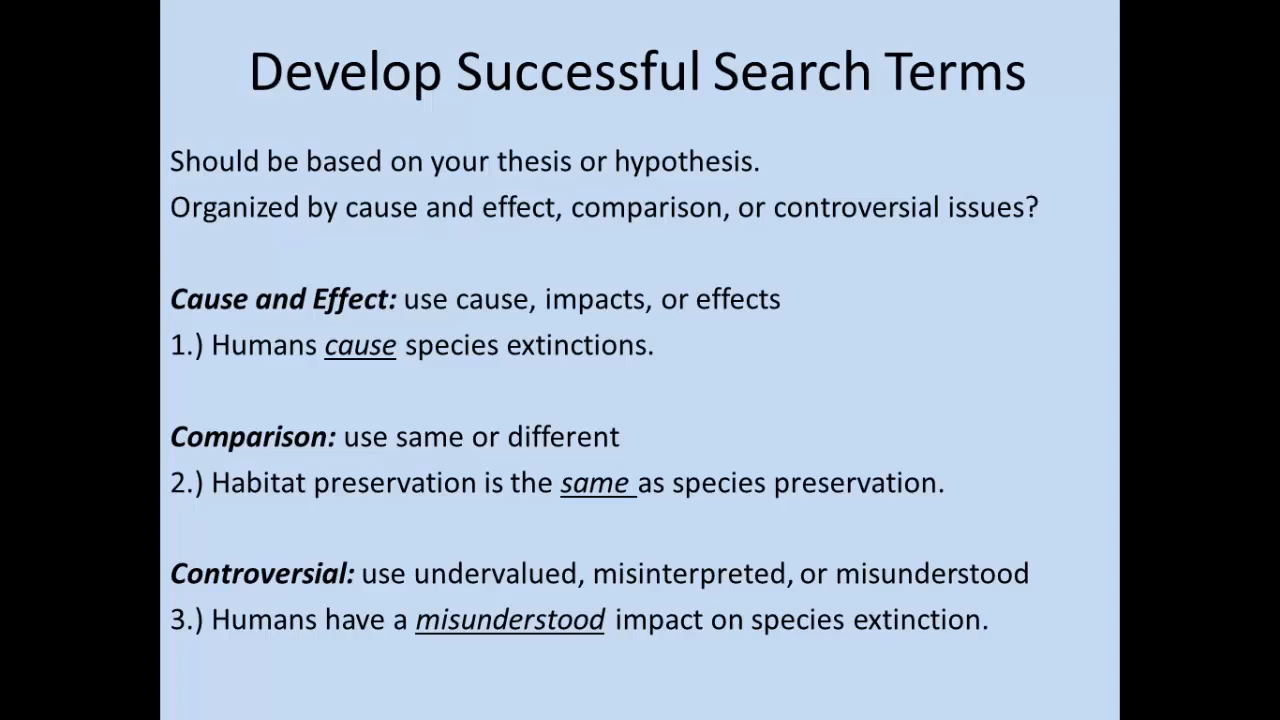 Develop Successful Search Terms
Should be based on your thesis or hypothesis.
Organized by cause and effect, comparison, or controversial issues?
Cause and Effect: use cause, impacts, or effects
1.) Humans cause species extinctions.
Comparison: use same or different
2.) Habitat preservation is the same as species preservation.
Controversial: use undervalued, misinterpreted, or misunderstood
3.) Humans have a misunderstood impact on species extinction.